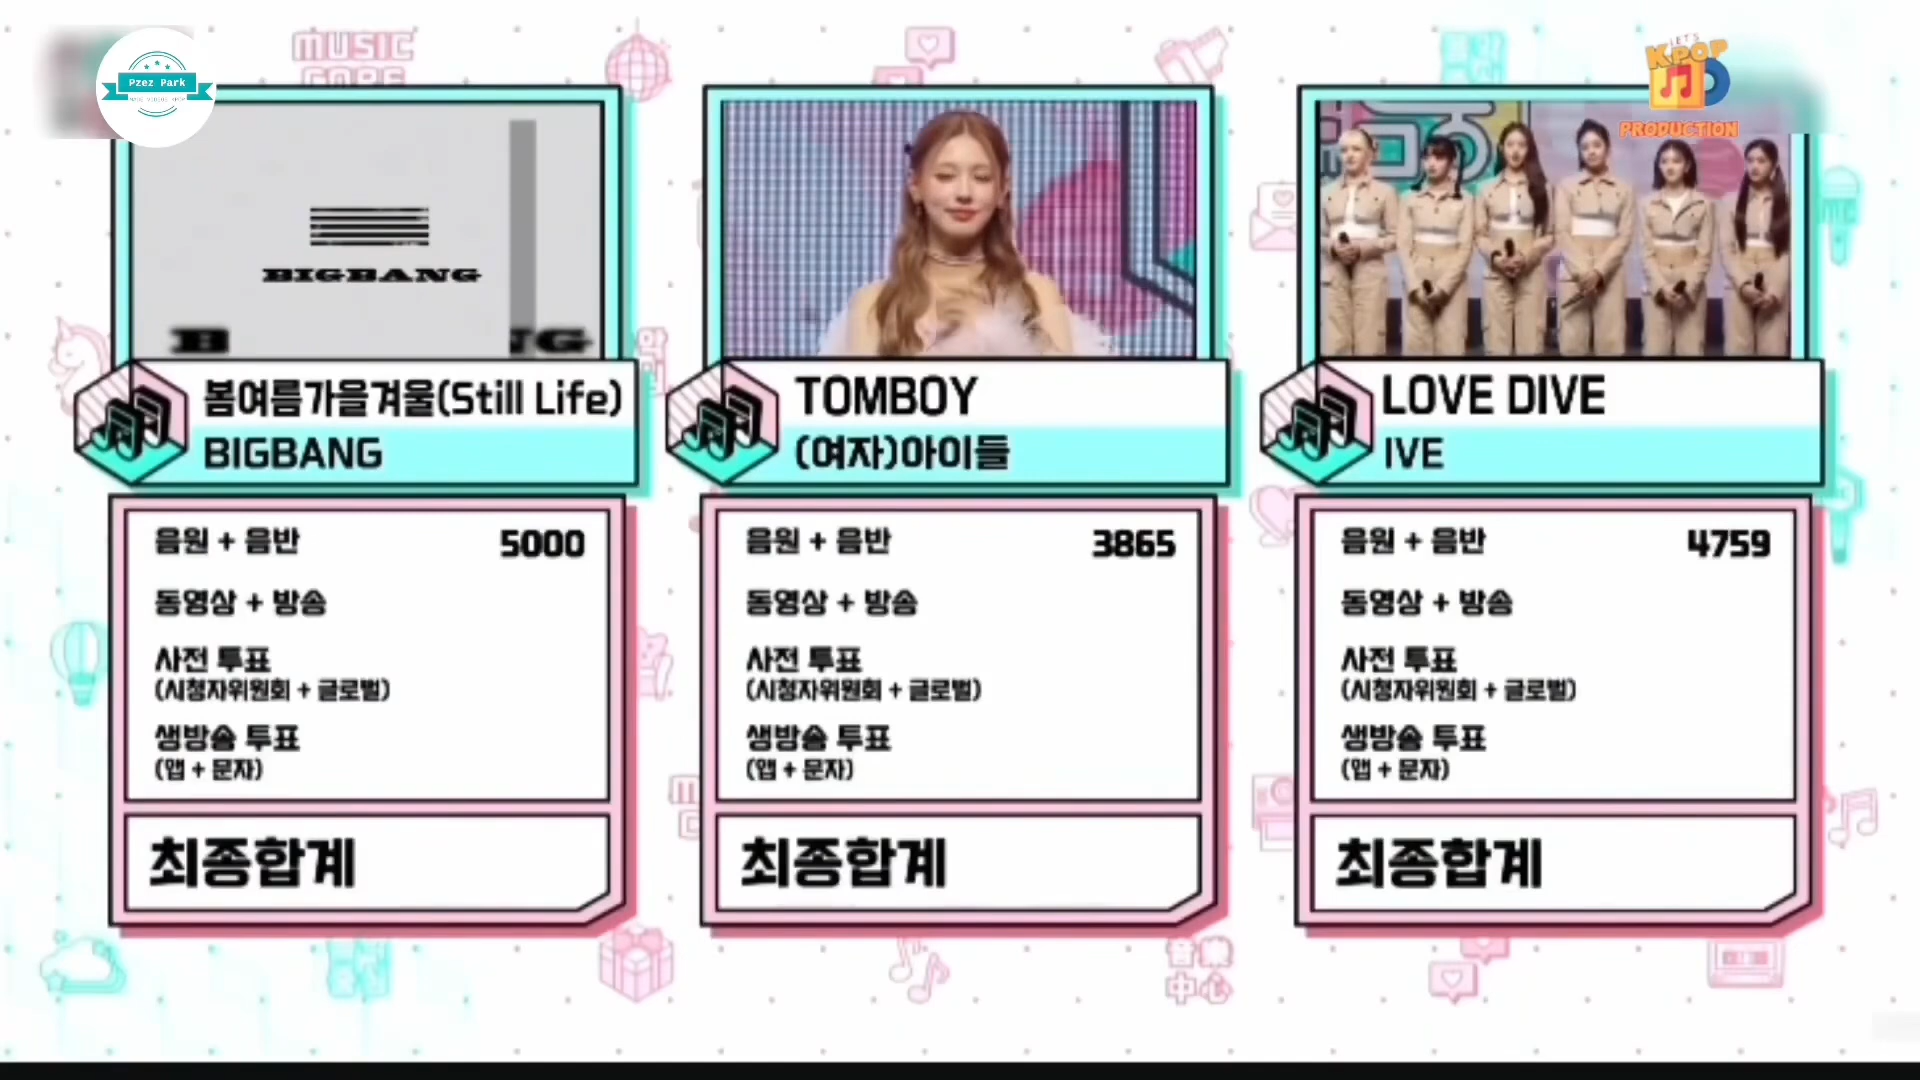 Pzez Park
MUSIC
CORE
LET'S
KPOP
PRODUCTION
BIGBANG
B
NG
봄여름가을겨울(Still Life)
BIGBANG
음원 + 음반 5000
동영상 + 방송
사전 투표
(시청자위원회 + 글로벌)
생방송 투표
(앱 + 문자)
최종합계
TOMBOY
(여자)아이들
음원 + 음반 3865
동영상 + 방송
사전 투표
(시청자위원회 + 글로벌)
생방송 투표
(앱 + 문자)
최종합계
LOVE DIVE
IVE
음원 + 음반 4759
동영상 + 방송
사전 투표
(시청자위원회 + 글로벌)
생방송 투표
(앱 + 문자)
최종합계
音樂
中心